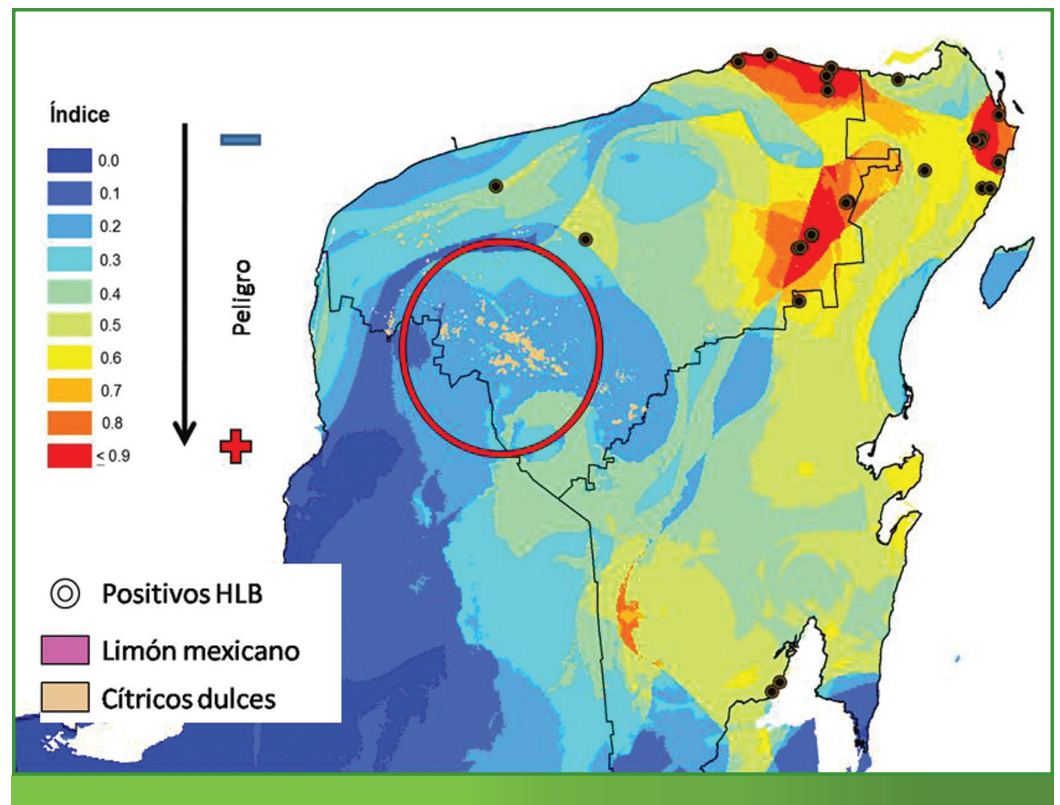 Índice
0.0
0.1
0.2
0.3
0.4
0.5
0.6
0.7
0.8
≤ 0.9
Peligro
Positivos HLB
Limón mexicano
Cítricos dulces